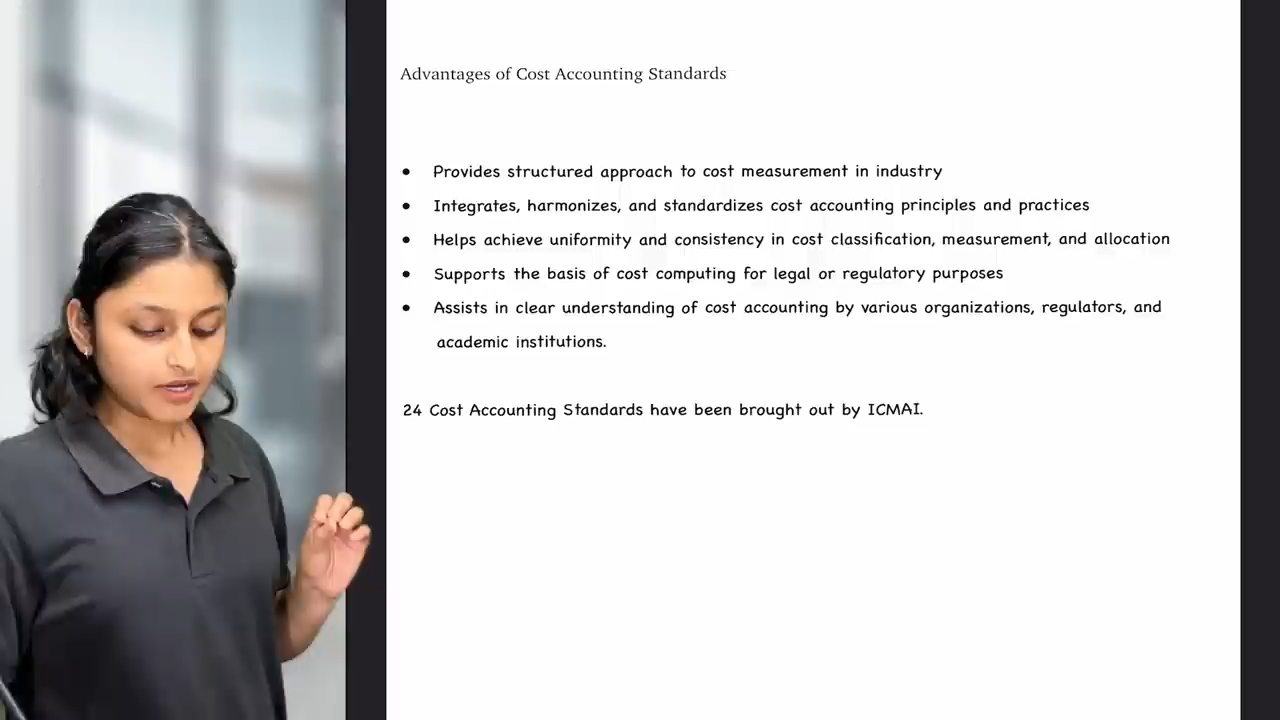 Advantages of Cost Accounting Standards
• Provides structured approach to cost measurement in industry
• Integrates, harmonizes, and standardizes cost accounting principles and practices
• Helps achieve uniformity and consistency in cost classification, measurement, and allocation
• Supports the basis of cost computing for legal or regulatory purposes
• Assists in clear understanding of cost accounting by various organizations, regulators, and
academic institutions.
24 Cost Accounting Standards have been brought out by ICMAI.